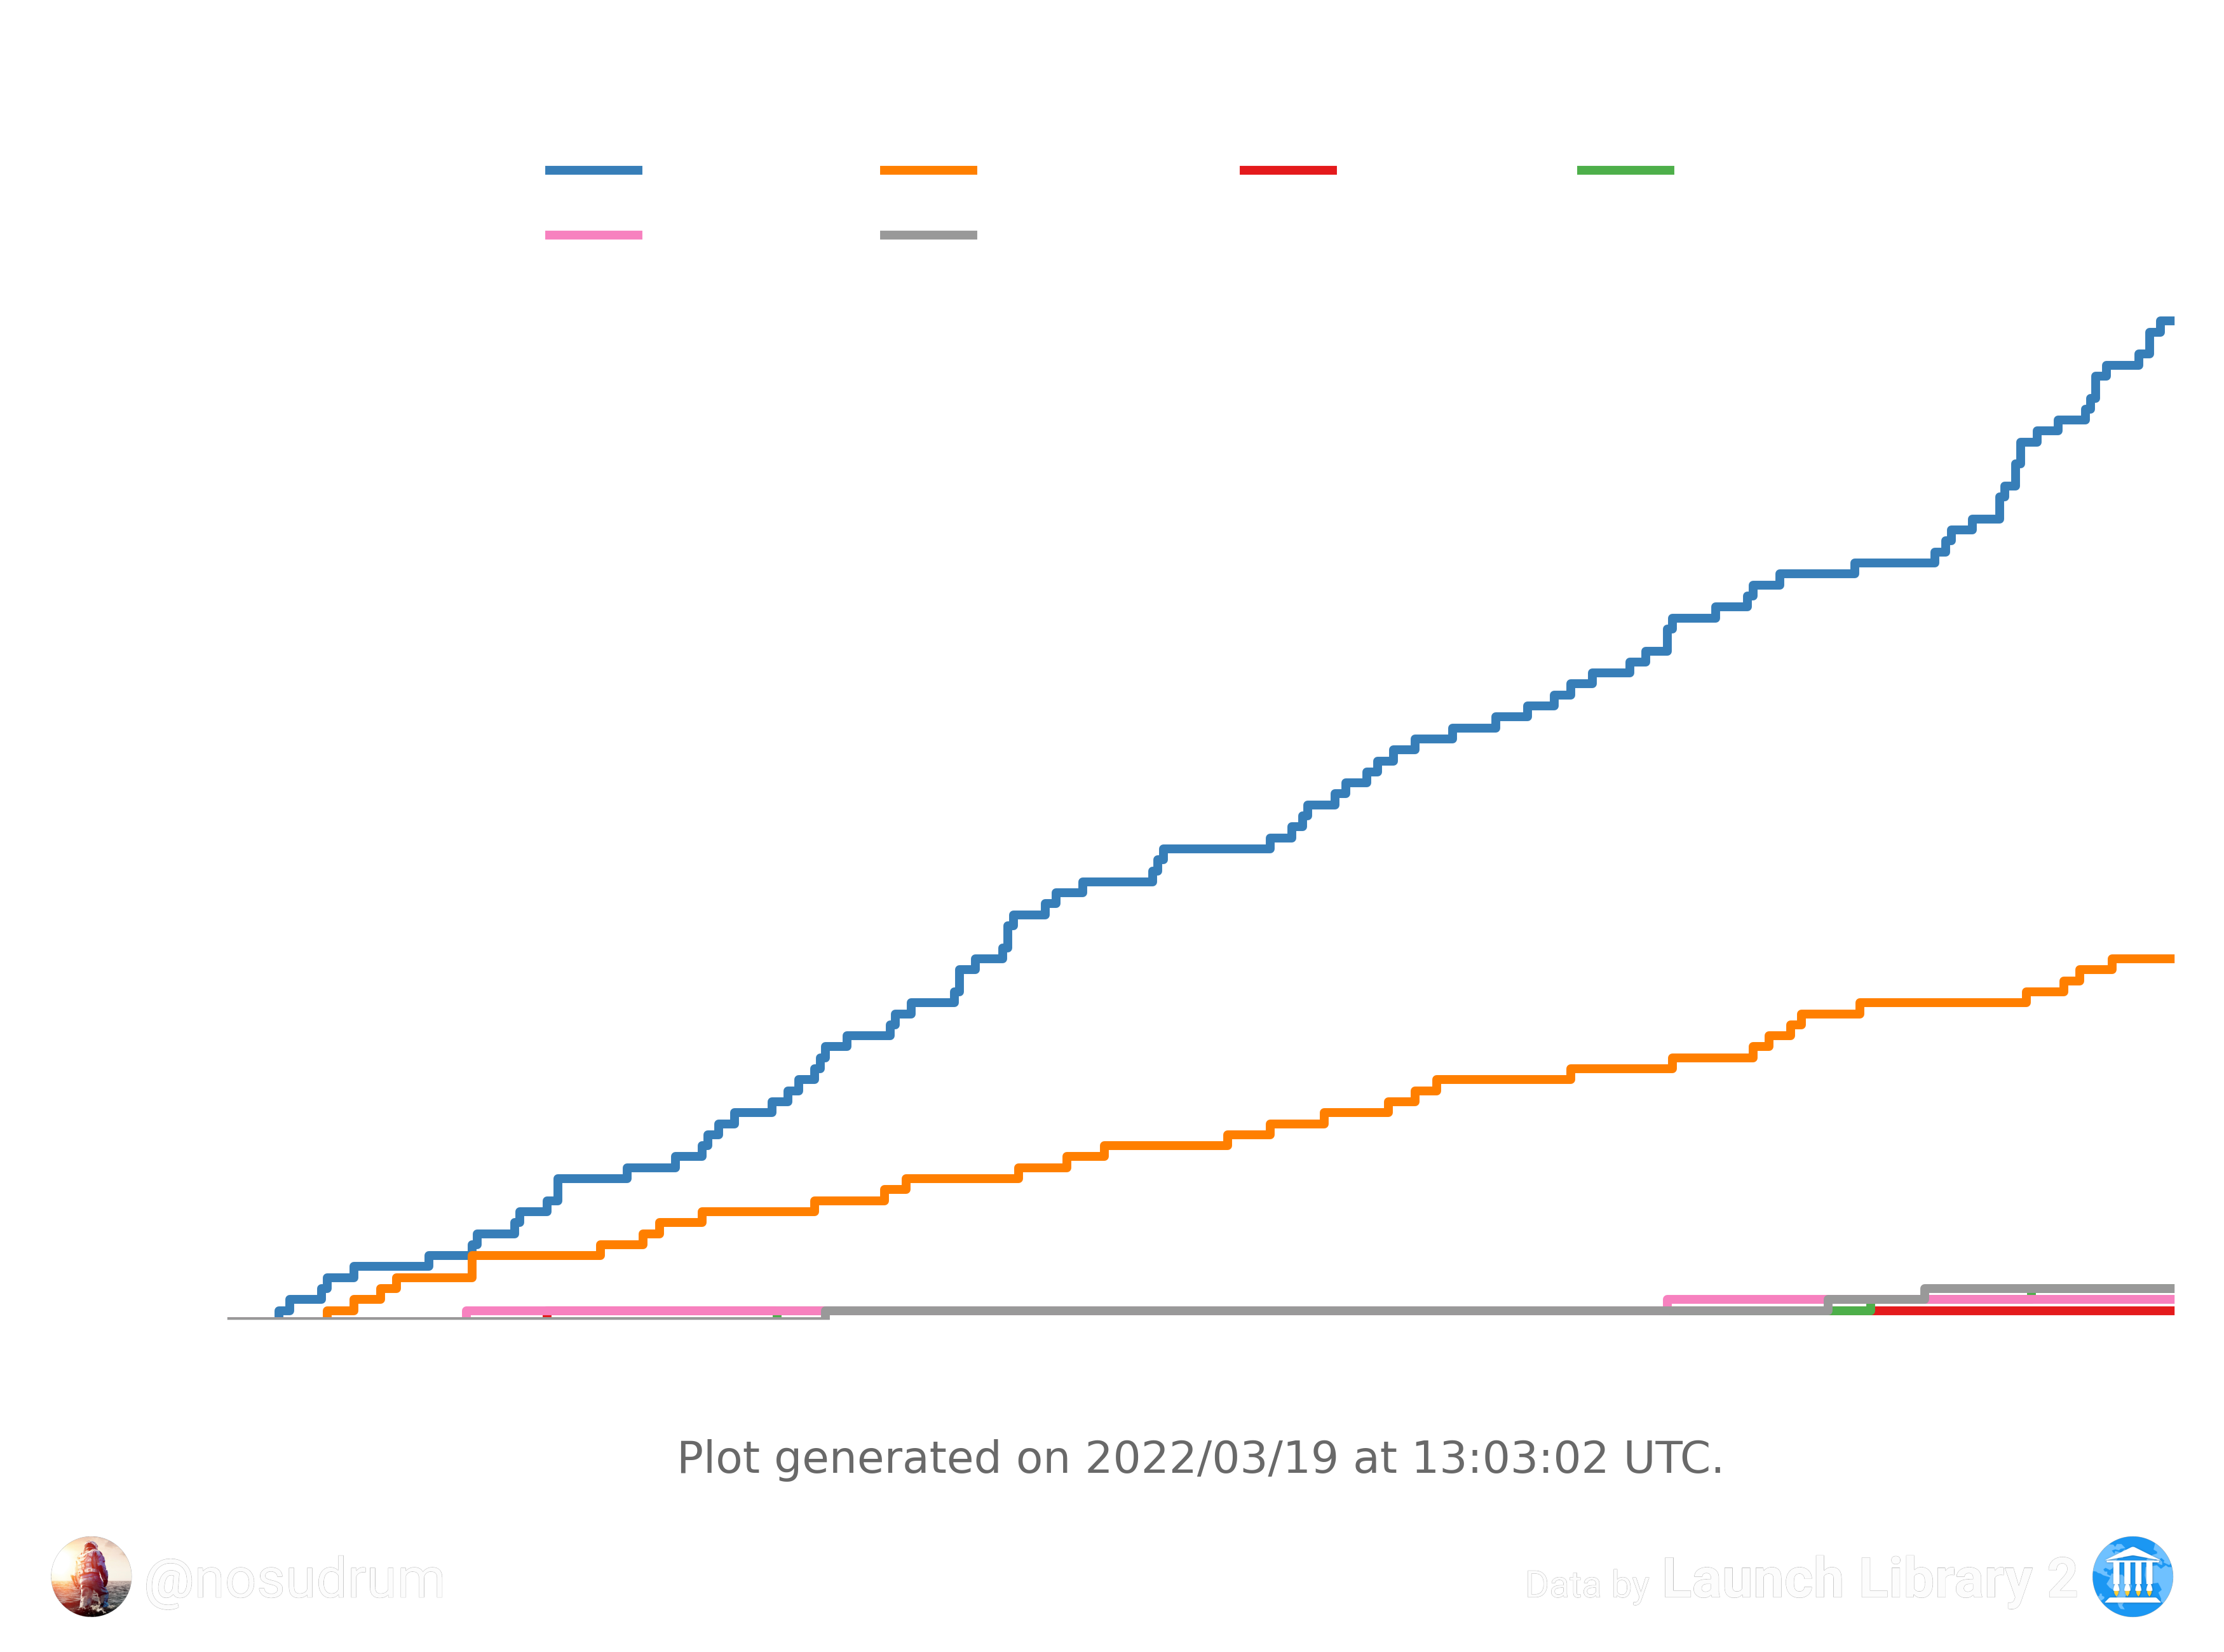 Plot generated on 2022/03/19 at 13:03:02 UTC.
@nosudrum
Data by Launch Library 2